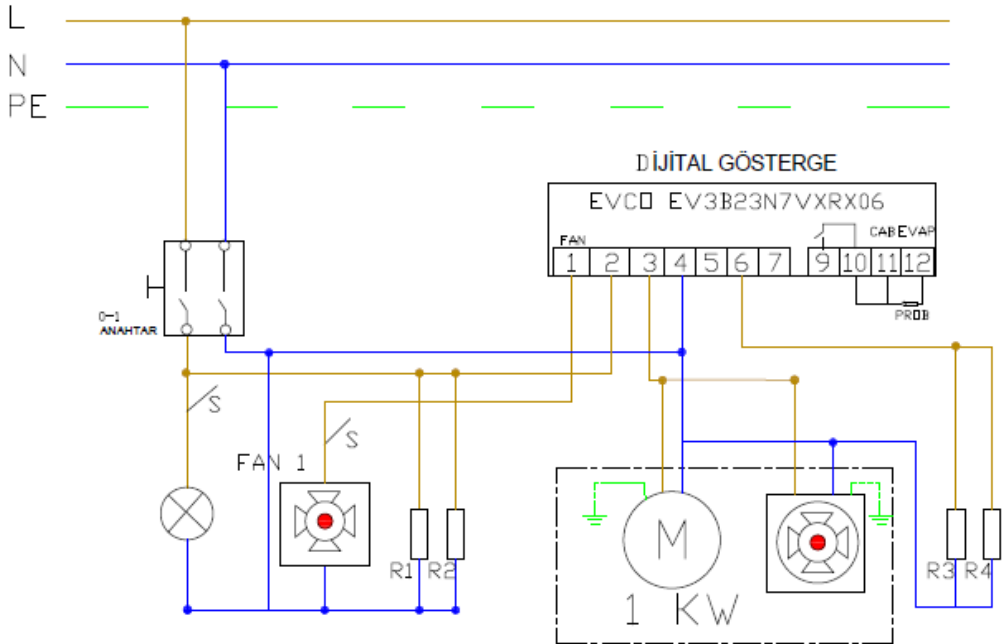 L
N
PE
DİJİTAL GÖSTERGE
EVCO EV3B23N7VXRX06
FAN
CAB EVAP
1 2 3 4 5 6 7 9 10 11 12
PROB
0-1
ANAHTAR
S
S
FAN 1
R1 R2
M
R3 R4
1 KW